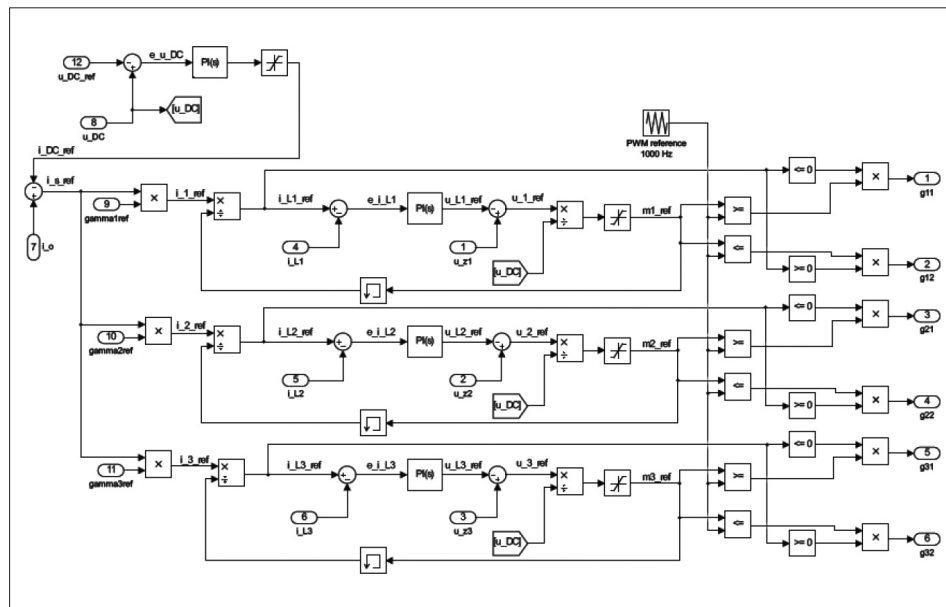 12
u_DC_ref
e_u_DC
PI(s)
8
u_DC
[u_DC]
i_DC_ref
i_s_ref
7
i_o
PWM reference
1000 Hz
9
gamma1ref
×
i_1_ref
×
÷
i_L1_ref
4
i_L1
e_i_L1
PI(s)
u_L1_ref
1
u_z1
u_1_ref
[u_DC]
×
÷
m1_ref
>=
<=
<= 0
>= 0
×
1
g11
×
2
g12
10
gamma2ref
×
i_2_ref
×
÷
i_L2_ref
5
i_L2
e_i_L2
PI(s)
u_L2_ref
2
u_z2
u_2_ref
[u_DC]
×
÷
m2_ref
>=
<=
<= 0
>= 0
×
3
g21
×
4
g22
11
gamma3ref
×
i_3_ref
×
÷
i_L3_ref
6
i_L3
e_i_L3
PI(s)
u_L3_ref
3
u_z3
u_3_ref
[u_DC]
×
÷
m3_ref
>=
<=
<= 0
>= 0
×
5
g31
×
6
g32